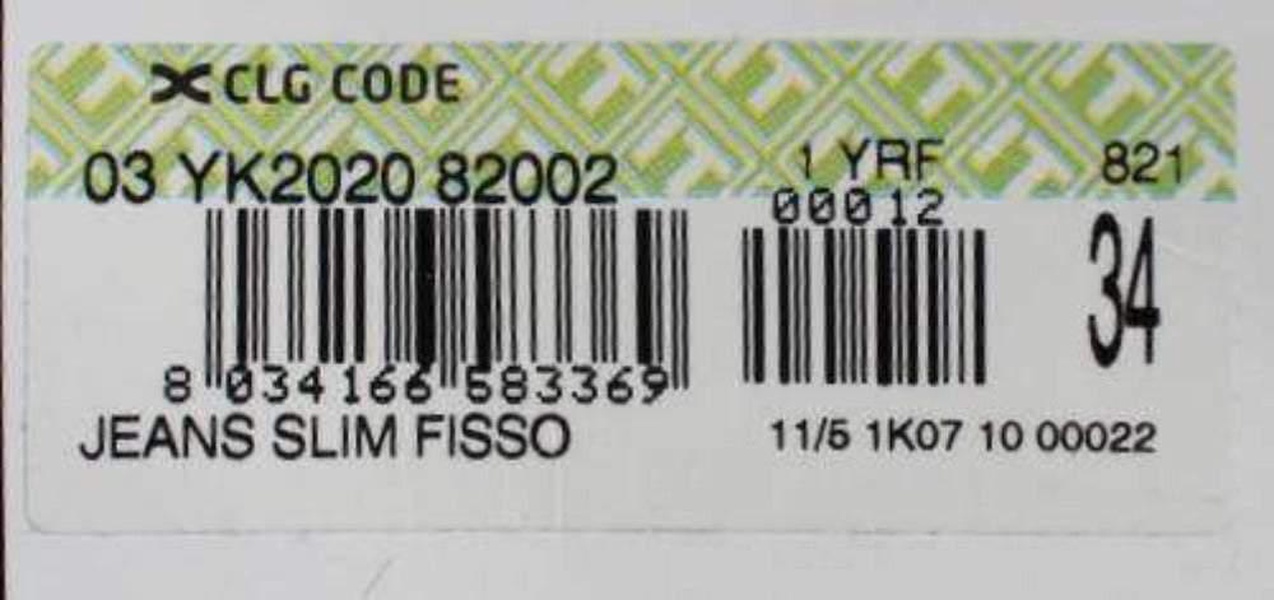 CLG CODE
03 YK2020 82002
1 YRF
821
00012
34
8 034166 583369
JEANS SLIM FISSO
11/5 1K07 10 00022